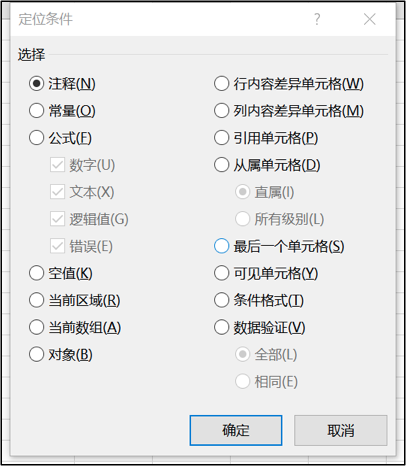 定位条件
?
选择
注释(N)
常量(O)
公式(F)
数字(U)
文本(X)
逻辑值(G)
错误(E)
空值(K)
当前区域(R)
当前数组(A)
对象(B)
行内容差异单元格(W)
列内容差异单元格(M)
引用单元格(P)
从属单元格(D)
直属(I)
所有级别(L)
最后一个单元格(S)
可见单元格(Y)
条件格式(T)
数据验证(V)
全部(L)
相同(E)
确定
取消